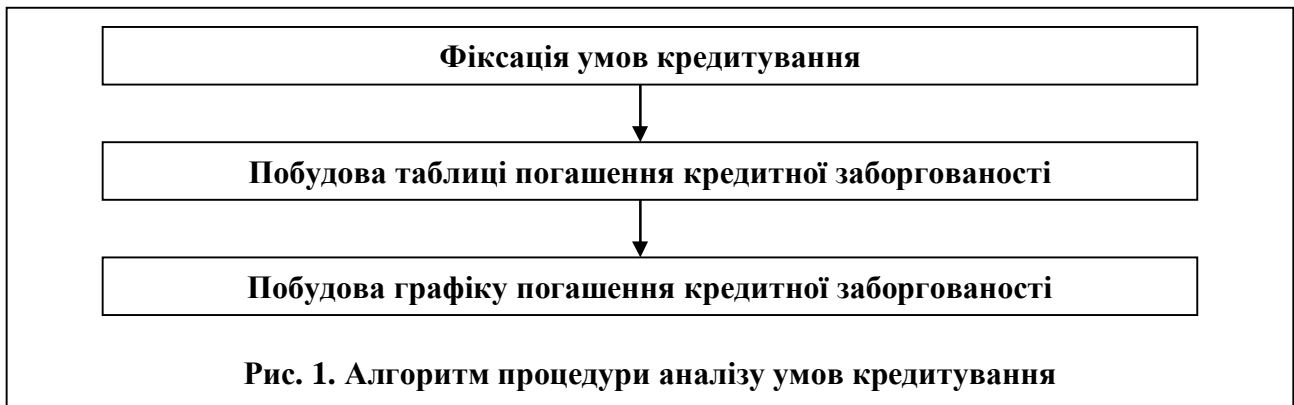 Фіксація умов кредитування
Побудова таблиці погашення кредитної заборгованості
Побудова графіку погашення кредитної заборгованості
Рис. 1. Алгоритм процедури аналізу умов кредитування